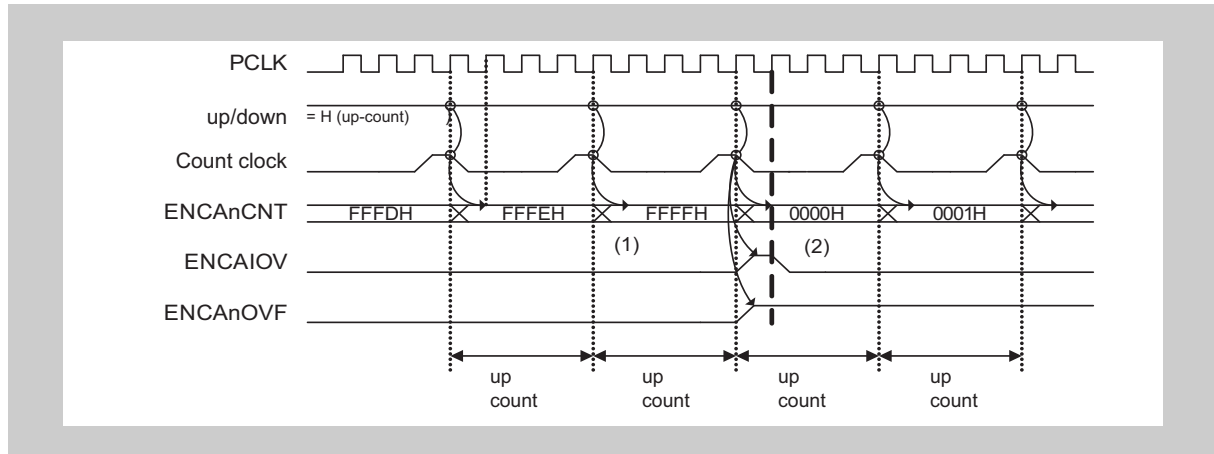 PCLK
up/down = H (up-count)
Count clock
ENCAnCNT FFFDH FFFEH FFFFH 0000H 0001H
(1) (2)
ENCAIOV
ENCAnOVF
up up up up
count count count count